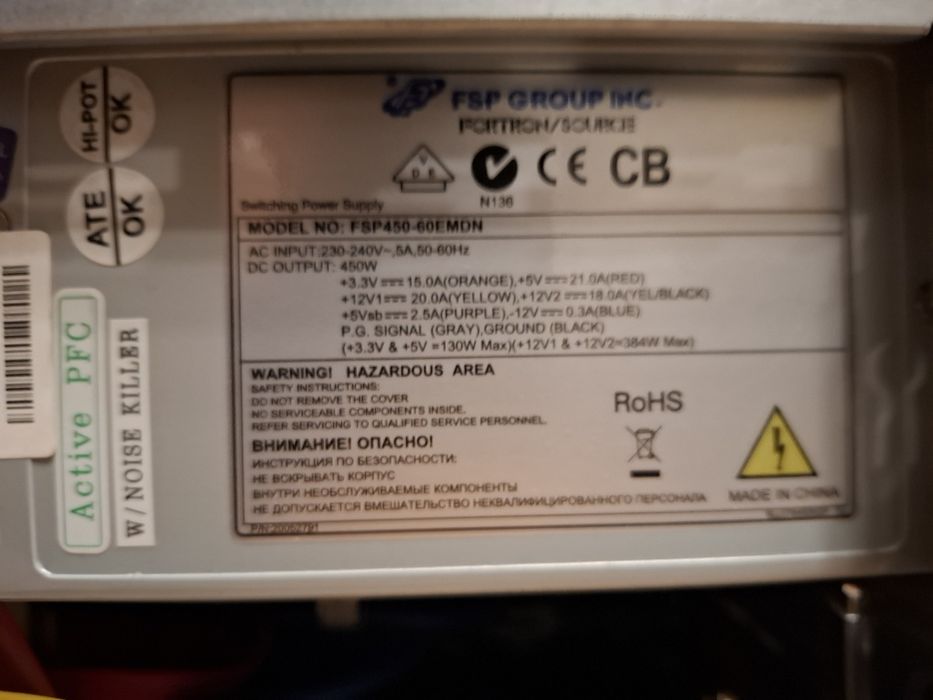 HI-POT
OK
ATE
OK
Active PFC
W/NOISE KILLER
FSP GROUP INC.
FORTRON/SOURCE
V
D E
CE CB
N136
Switching Power Supply
MODEL NO: FSP450-60EMDN
AC INPUT:230-240V~,5A,50-60Hz
DC OUTPUT: 450W
+3.3V⎓15.0A(ORANGE),+5V⎓21.0A(RED)
+12V1⎓20.0A(YELLOW),+12V2⎓18.0A(YEL/BLACK)
+5Vsb⎓2.5A(PURPLE),-12V⎓0.3A(BLUE)
P.G. SIGNAL (GRAY),GROUND (BLACK)
(+3.3V & +5V =130W Max)(+12V1 & +12V2=384W Max)
WARNING! HAZARDOUS AREA
SAFETY INSTRUCTIONS:
DO NOT REMOVE THE COVER
NO SERVICEABLE COMPONENTS INSIDE.
REFER SERVICING TO QUALIFIED SERVICE PERSONNEL.
ВНИМАНИЕ! ОПАСНО!
ИНСТРУКЦИЯ ПО БЕЗОПАСНОСТИ:
НЕ ВСКРЫВАТЬ КОРПУС
ВНУТРИ НЕОБСЛУЖИВАЕМЫЕ КОМПОНЕНТЫ
НЕ ДОПУСКАЕТСЯ ВМЕШАТЕЛЬСТВО НЕКВАЛИФИЦИРОВАННОГО ПЕРСОНАЛА
RoHS
MADE IN CHINA
P/N:20052791